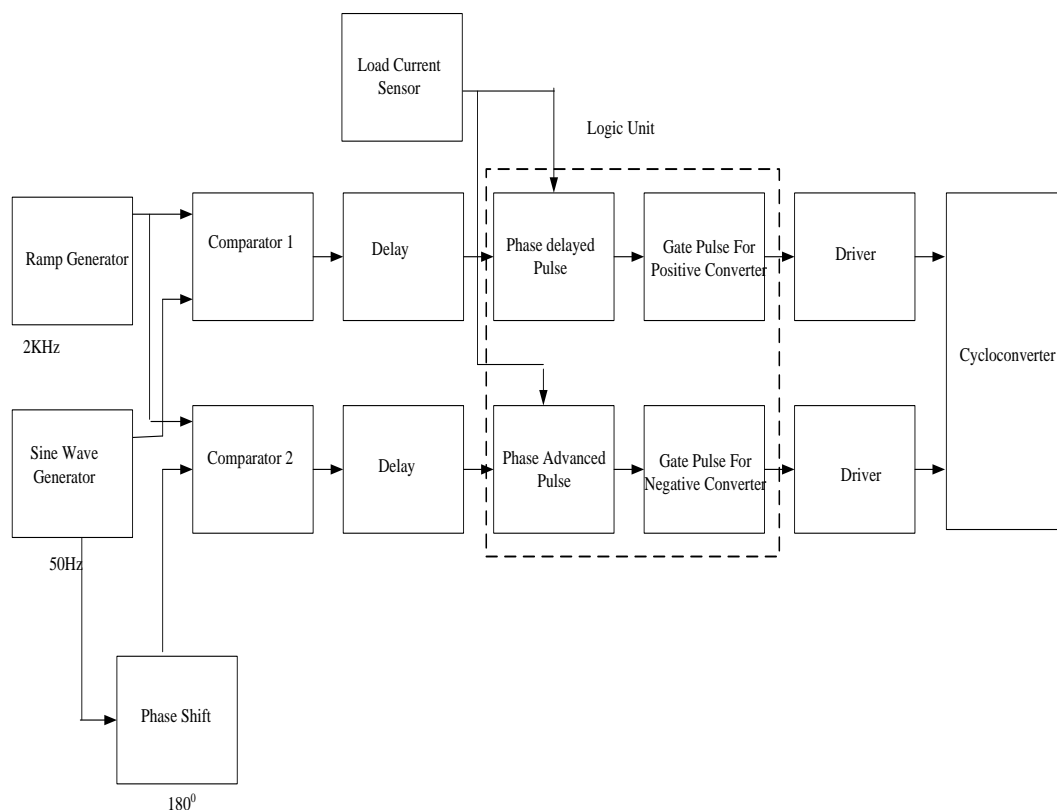 Load Current
Sensor
Logic Unit
Ramp Generator
2KHz
Comparator 1
Delay
Phase delayed
Pulse
Gate Pulse For
Positive Converter
Driver
Cycloconverter
Sine Wave
Generator
50Hz
Comparator 2
Delay
Phase Advanced
Pulse
Gate Pulse For
Negative Converter
Driver
Phase Shift
180⁰